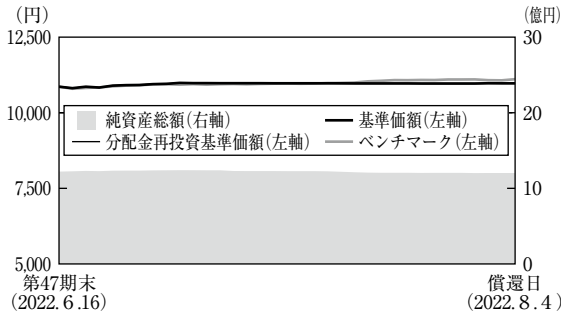 （円）
（億円）
12,500
30
10,000
20
純資産総額（右軸）
基準価額（左軸）
分配金再投資基準価額（左軸）
ベンチマーク（左軸）
7,500
10
5,000
0
第47期末
（2022.6.16）
償還日
（2022.8.4）